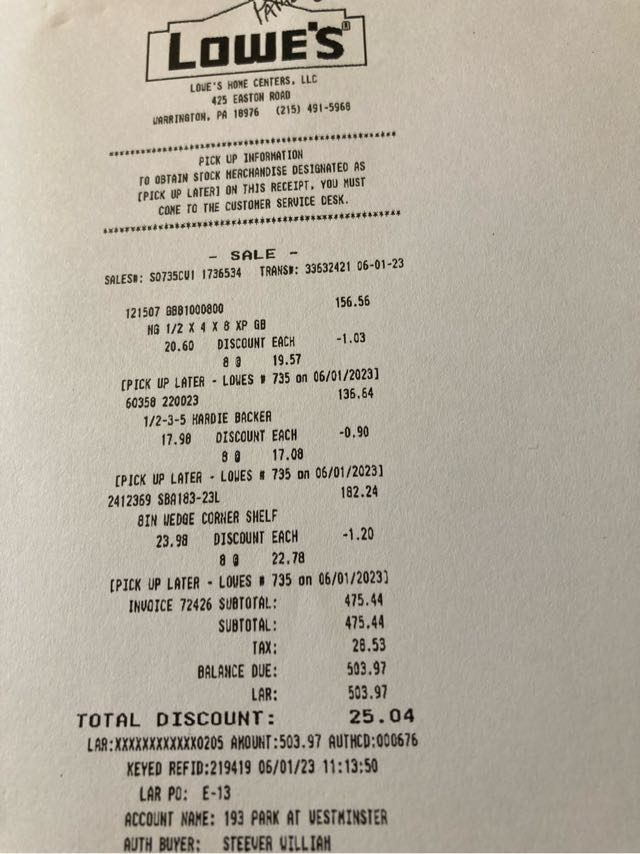 LOWE'S
LOWE'S HOME CENTERS, LLC
425 EASTON ROAD
WARRINGTON, PA 18976 (215) 491-5968
****************************************
PICK UP INFORMATION
TO OBTAIN STOCK MERCHANDISE DESIGNATED AS
[PICK UP LATER] ON THIS RECEIPT, YOU MUST
COME TO THE CUSTOMER SERVICE DESK.
****************************************
- SALE -
SALES#: S0735CW1 1736534 TRANS#: 33632421 06-01-23
121507 GBB1000800 156.56
NG 1/2 X 4 X 8 XP GB
20.60 DISCOUNT EACH -1.03
8 @ 19.57
[PICK UP LATER - LOWES # 735 on 06/01/2023]
60358 220023 136.64
1/2-3-5 HARDIE BACKER
17.98 DISCOUNT EACH -0.90
8 @ 17.08
[PICK UP LATER - LOWES # 735 on 06/01/2023]
2412369 SBA183-23L 182.24
8IN WEDGE CORNER SHELF
23.98 DISCOUNT EACH -1.20
8 @ 22.78
[PICK UP LATER - LOWES # 735 on 06/01/2023]
INVOICE 72426 SUBTOTAL: 475.44
SUBTOTAL: 475.44
TAX: 28.53
BALANCE DUE: 503.97
LAR: 503.97
TOTAL DISCOUNT: 25.04
LAR:XXXXXXXXXXXX0205 AMOUNT:503.97 AUTHCD:000676
KEYED REFID:219419 06/01/23 11:13:50
LAR PO: E-13
ACCOUNT NAME: 193 PARK AT WESTMINSTER
AUTH BUYER: STEEVER WILLIAM